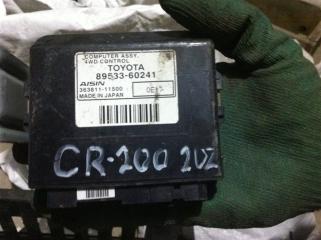 COMPUTER ASSY,
4WD CONTROL
TOYOTA
89533-60241
AISIN
363611-11500
MADE IN JAPAN
CR-200 2UZ